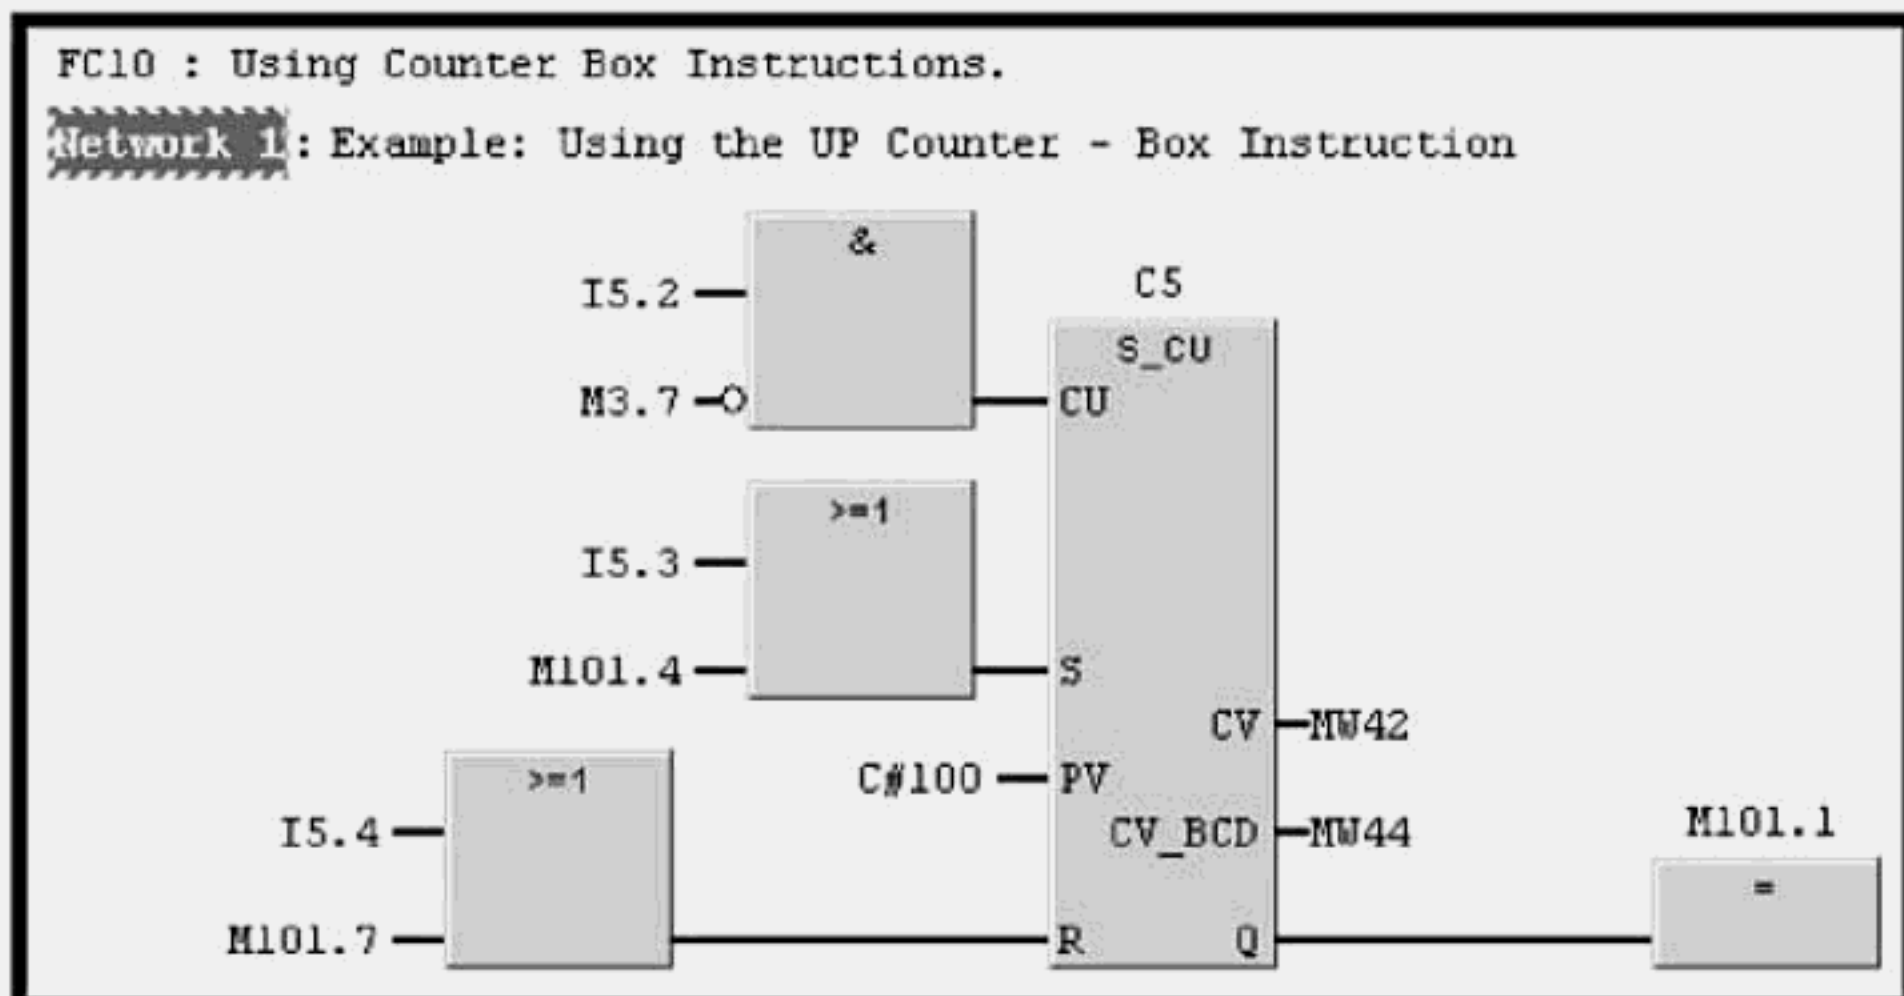 FC10 : Using Counter Box Instructions.
Network 1: Example: Using the UP Counter - Box Instruction
&
I5.2
C5
S_CU
M3.7
CU
>=1
I5.3
M101.4
S
CV
MW42
>=1
C#100
PV
I5.4
CV_BCD
MW44
M101.1
=
M101.7
R
Q